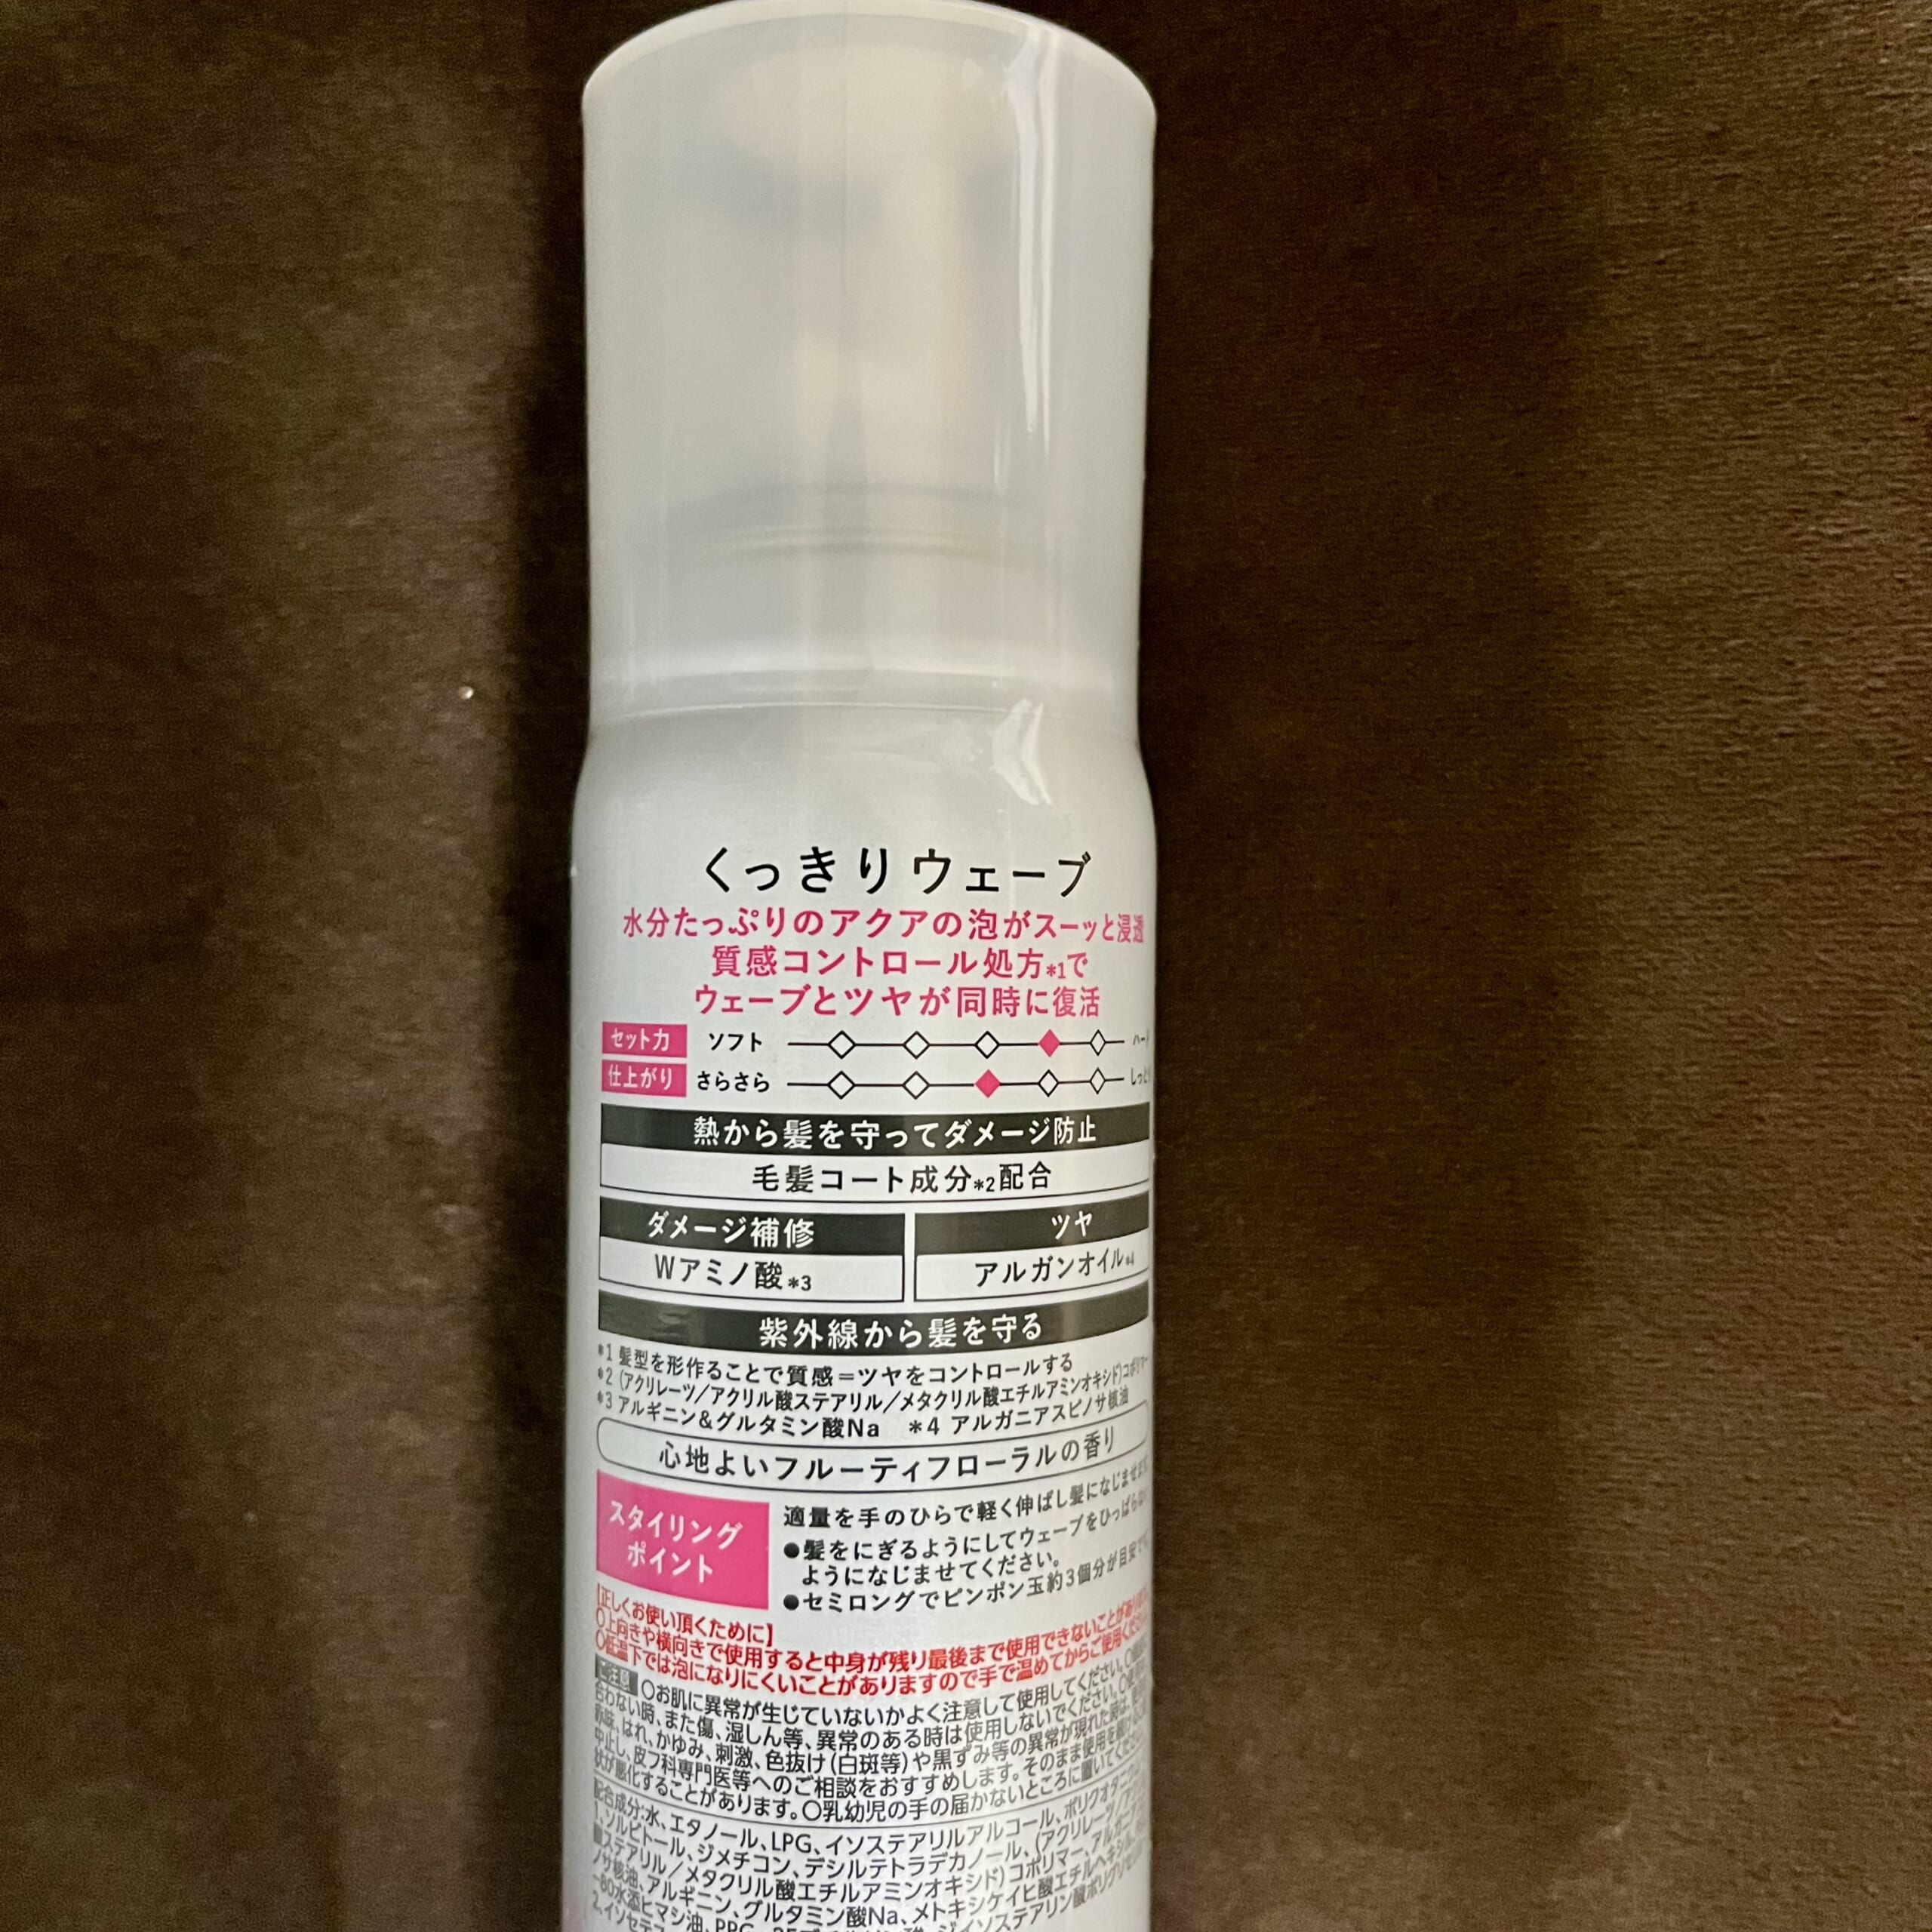 くっきりウェーブ
水分たっぷりのアクアの泡がスーッと浸透
質感コントロール処方*1で
ウェーブとツヤが同時に復活
セット力 ソフト
仕上がり さらさら
熱から髪を守ってダメージ防止
毛髪コート成分*2配合
ダメージ補修 ツヤ
Wアミノ酸*3 アルガンオイル*4
紫外線から髪を守る
*1 髪型を形作ることで質感=ツヤをコントロールする
*2 (アクリレーツ/アクリル酸ステアリル/メタクリル酸エチルアミンオキシド)コポリマー
*3 アルギニン&グルタミン酸Na *4 アルガニアスピノサ核油
心地よいフルーティフローラルの香り
スタイリング
ポイント
適量を手のひらで軽く伸ばし髪になじませ
●髪をにぎるようにしてウェーブをひっぱらない
ようになじませてください。
●セミロングでピンポン玉約3個分が目安
【正しくお使い頂くために】
○上向きや横向きで使用すると中身が残り最後まで使用できないことが
○低温下では泡になりにくいことがありますので手で温めてからご使用ください
ご注意 ○お肌に異常が生じていないかよく注意して使用してください。
合わない時、また傷、湿しん等、異常のある時は使用しないでください。
赤味、はれ、かゆみ、刺激、色抜け(白斑等)や黒ずみ等の異常が現れた時は、
中止し、皮フ科専門医等へのご相談をおすすめします。そのまま使用を
状が悪化することがあります。○乳幼児の手の届かないところに置いてください
配合成分:水、エタノール、LPG、イソステアリルアルコール、ポリクオタニウム
1、ソルビトール、ジメチコン、デシルテトラデカノール、(アクリレーツ/
ステアリル/メタクリル酸エチルアミンオキシド)コポリマー、
ノサ核油、アルギニン、グルタミン酸Na、メトキシケイヒ酸エチルヘキシル、
-60水添ヒマシ油、